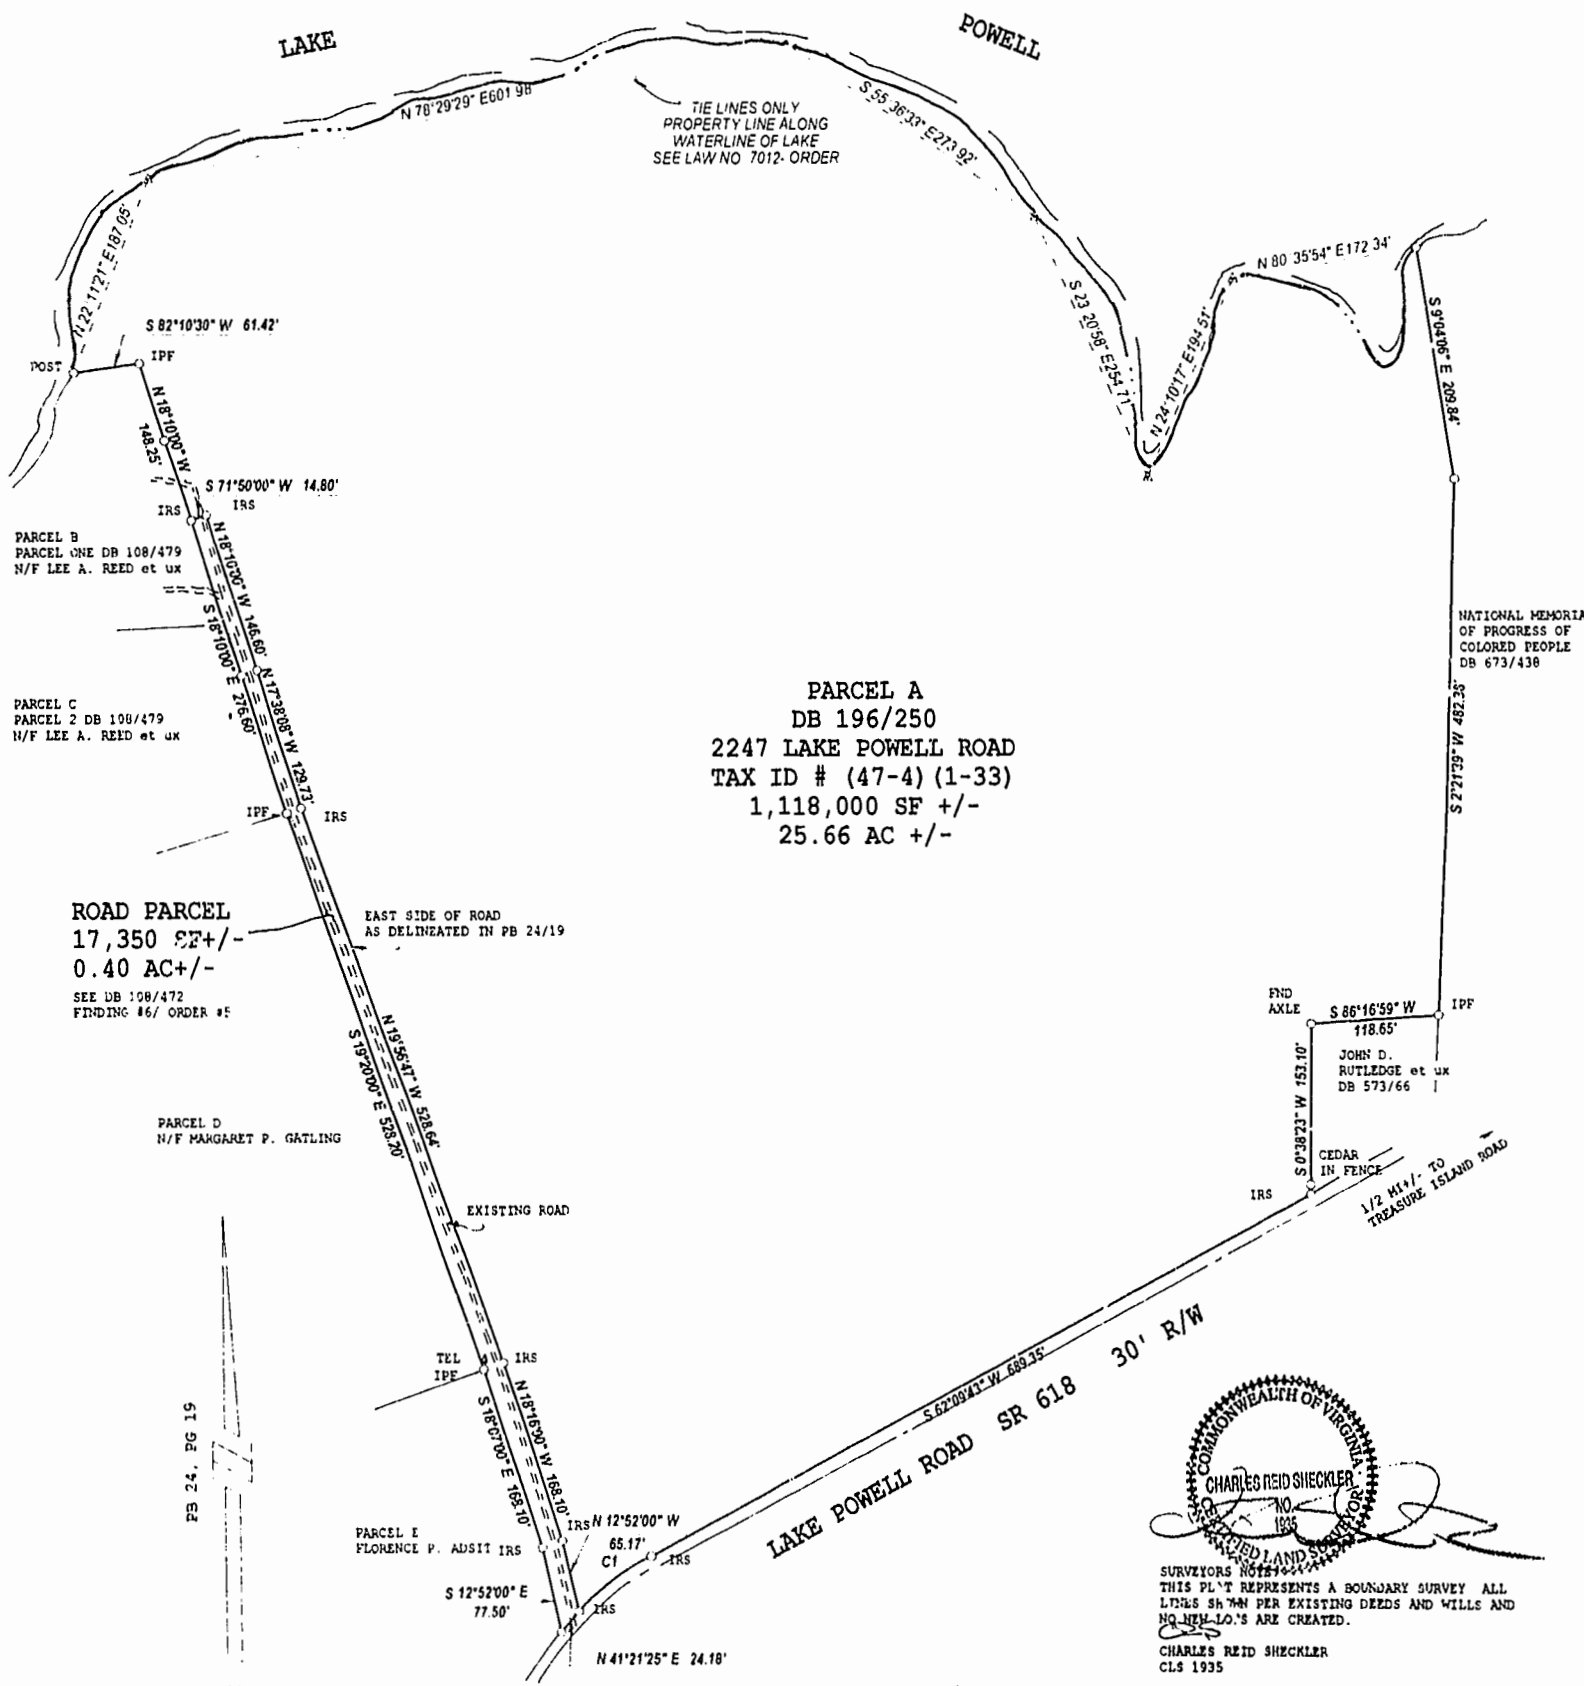 LAKE
POWELL
N 78°29'29" E601 98'
TIE LINES ONLY
PROPERTY LINE ALONG
WATERLINE OF LAKE
SEE LAW NO 7012- ORDER
S 55 36'33" E273 92'
N 22 11'21" E187 05'
S 82°10'30" W 61.42'
POST
IPF
S 23 20'58" E254.71'
N 24°10'17" E194 51'
N 80 35'54" E172 34'
S 9°04'06" E 209.84'
N 18°10'00" W
148.25'
S 71°50'00" W 14.80'
IRS
IRS
PARCEL B
PARCEL ONE DB 108/479
N/F LEE A. REED et ux
N 18°10'00" W 146.60'
S 18°10'00" E 276.60'
PARCEL C
PARCEL 2 DB 108/479
N/F LEE A. REED et ux
N 17°38'08" W 129.73'
IPF
IRS
PARCEL A
DB 196/250
2247 LAKE POWELL ROAD
TAX ID # (47-4) (1-33)
1,118,000 SF +/-
25.66 AC +/-
NATIONAL MEMORIA
OF PROGRESS OF
COLORED PEOPLE
DB 673/438
S 2°21'39" W 482.38'
ROAD PARCEL
17,350 SF+/-
0.40 AC+/-
SEE DB 108/472
FINDING #6/ ORDER #5
EAST SIDE OF ROAD
AS DELINEATED IN PB 24/19
N 19°56'47" W 528.64'
S 19°20'00" E 528.20'
FND
AXLE
S 86°16'59" W
118.65'
IPF
JOHN D.
RUTLEDGE et ux
DB 573/66
S 0°38'23" W 153.10'
CEDAR
IN FENCE
IRS
1/2 MI+/- TO
TREASURE ISLAND ROAD
PARCEL D
N/F MARGARET P. GATLING
EXISTING ROAD
TEL
IPF
IRS
S 62°09'43" W 689.35'
LAKE POWELL ROAD SR 618 30' R/W
PB 24, PG 19
N 18°16'90" W 168.10'
S 18°07'00" E 168.10'
PARCEL E
FLORENCE P. ADSIT
IRS
IRS
N 12°52'00" W
65.17'
C1
IRS
S 12°52'00" E
77.50'
IRS
N 41°21'25" E 24.18'
COMMONWEALTH OF VIRGINIA
CHARLES REID SHECKLER
NO.
1935
CERTIFIED LAND SURVEYOR
SURVEYORS NOTE:
THIS PL'T REPRESENTS A BOUNDARY SURVEY ALL
LINES SHOWN PER EXISTING DEEDS AND WILLS AND
NO NEW LO.'S ARE CREATED.
CHARLES REID SHECKLER
CLS 1935